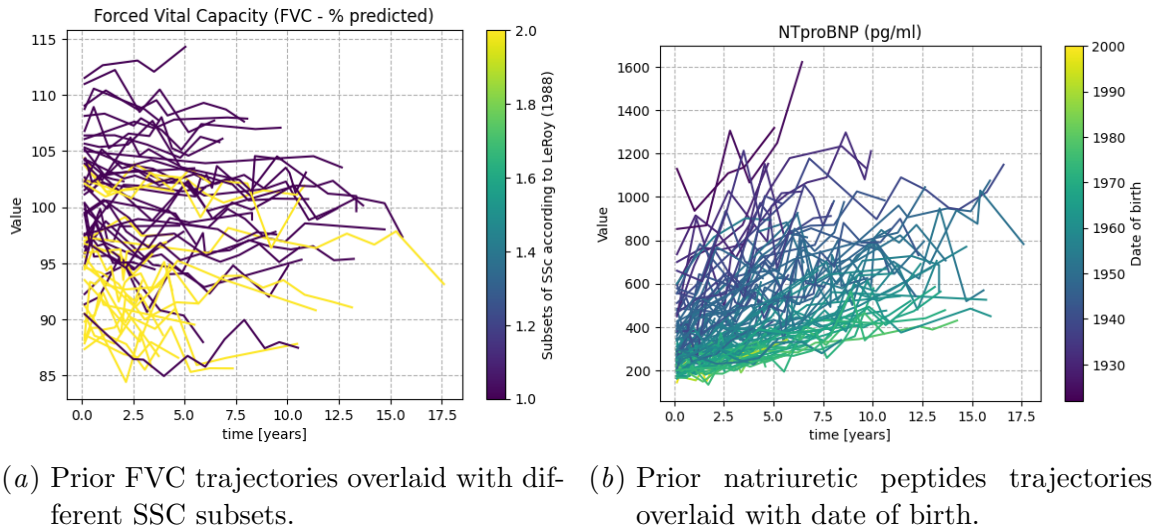 Forced Vital Capacity (FVC - % predicted)
115
110
105
100
95
90
85
Value
0.0 2.5 5.0 7.5 10.0 12.5 15.0 17.5
time [years]
2.0
1.8
1.6
1.4
1.2
1.0
Subsets of SSc according to LeRoy (1988)
NTproBNP (pg/ml)
1600
1400
1200
1000
800
600
400
200
Value
0.0 2.5 5.0 7.5 10.0 12.5 15.0 17.5
time [years]
2000
1990
1980
1970
1960
1950
1940
1930
Date of birth
(a) Prior FVC trajectories overlaid with dif-
ferent SSC subsets.
(b) Prior natriuretic peptides trajectories
overlaid with date of birth.